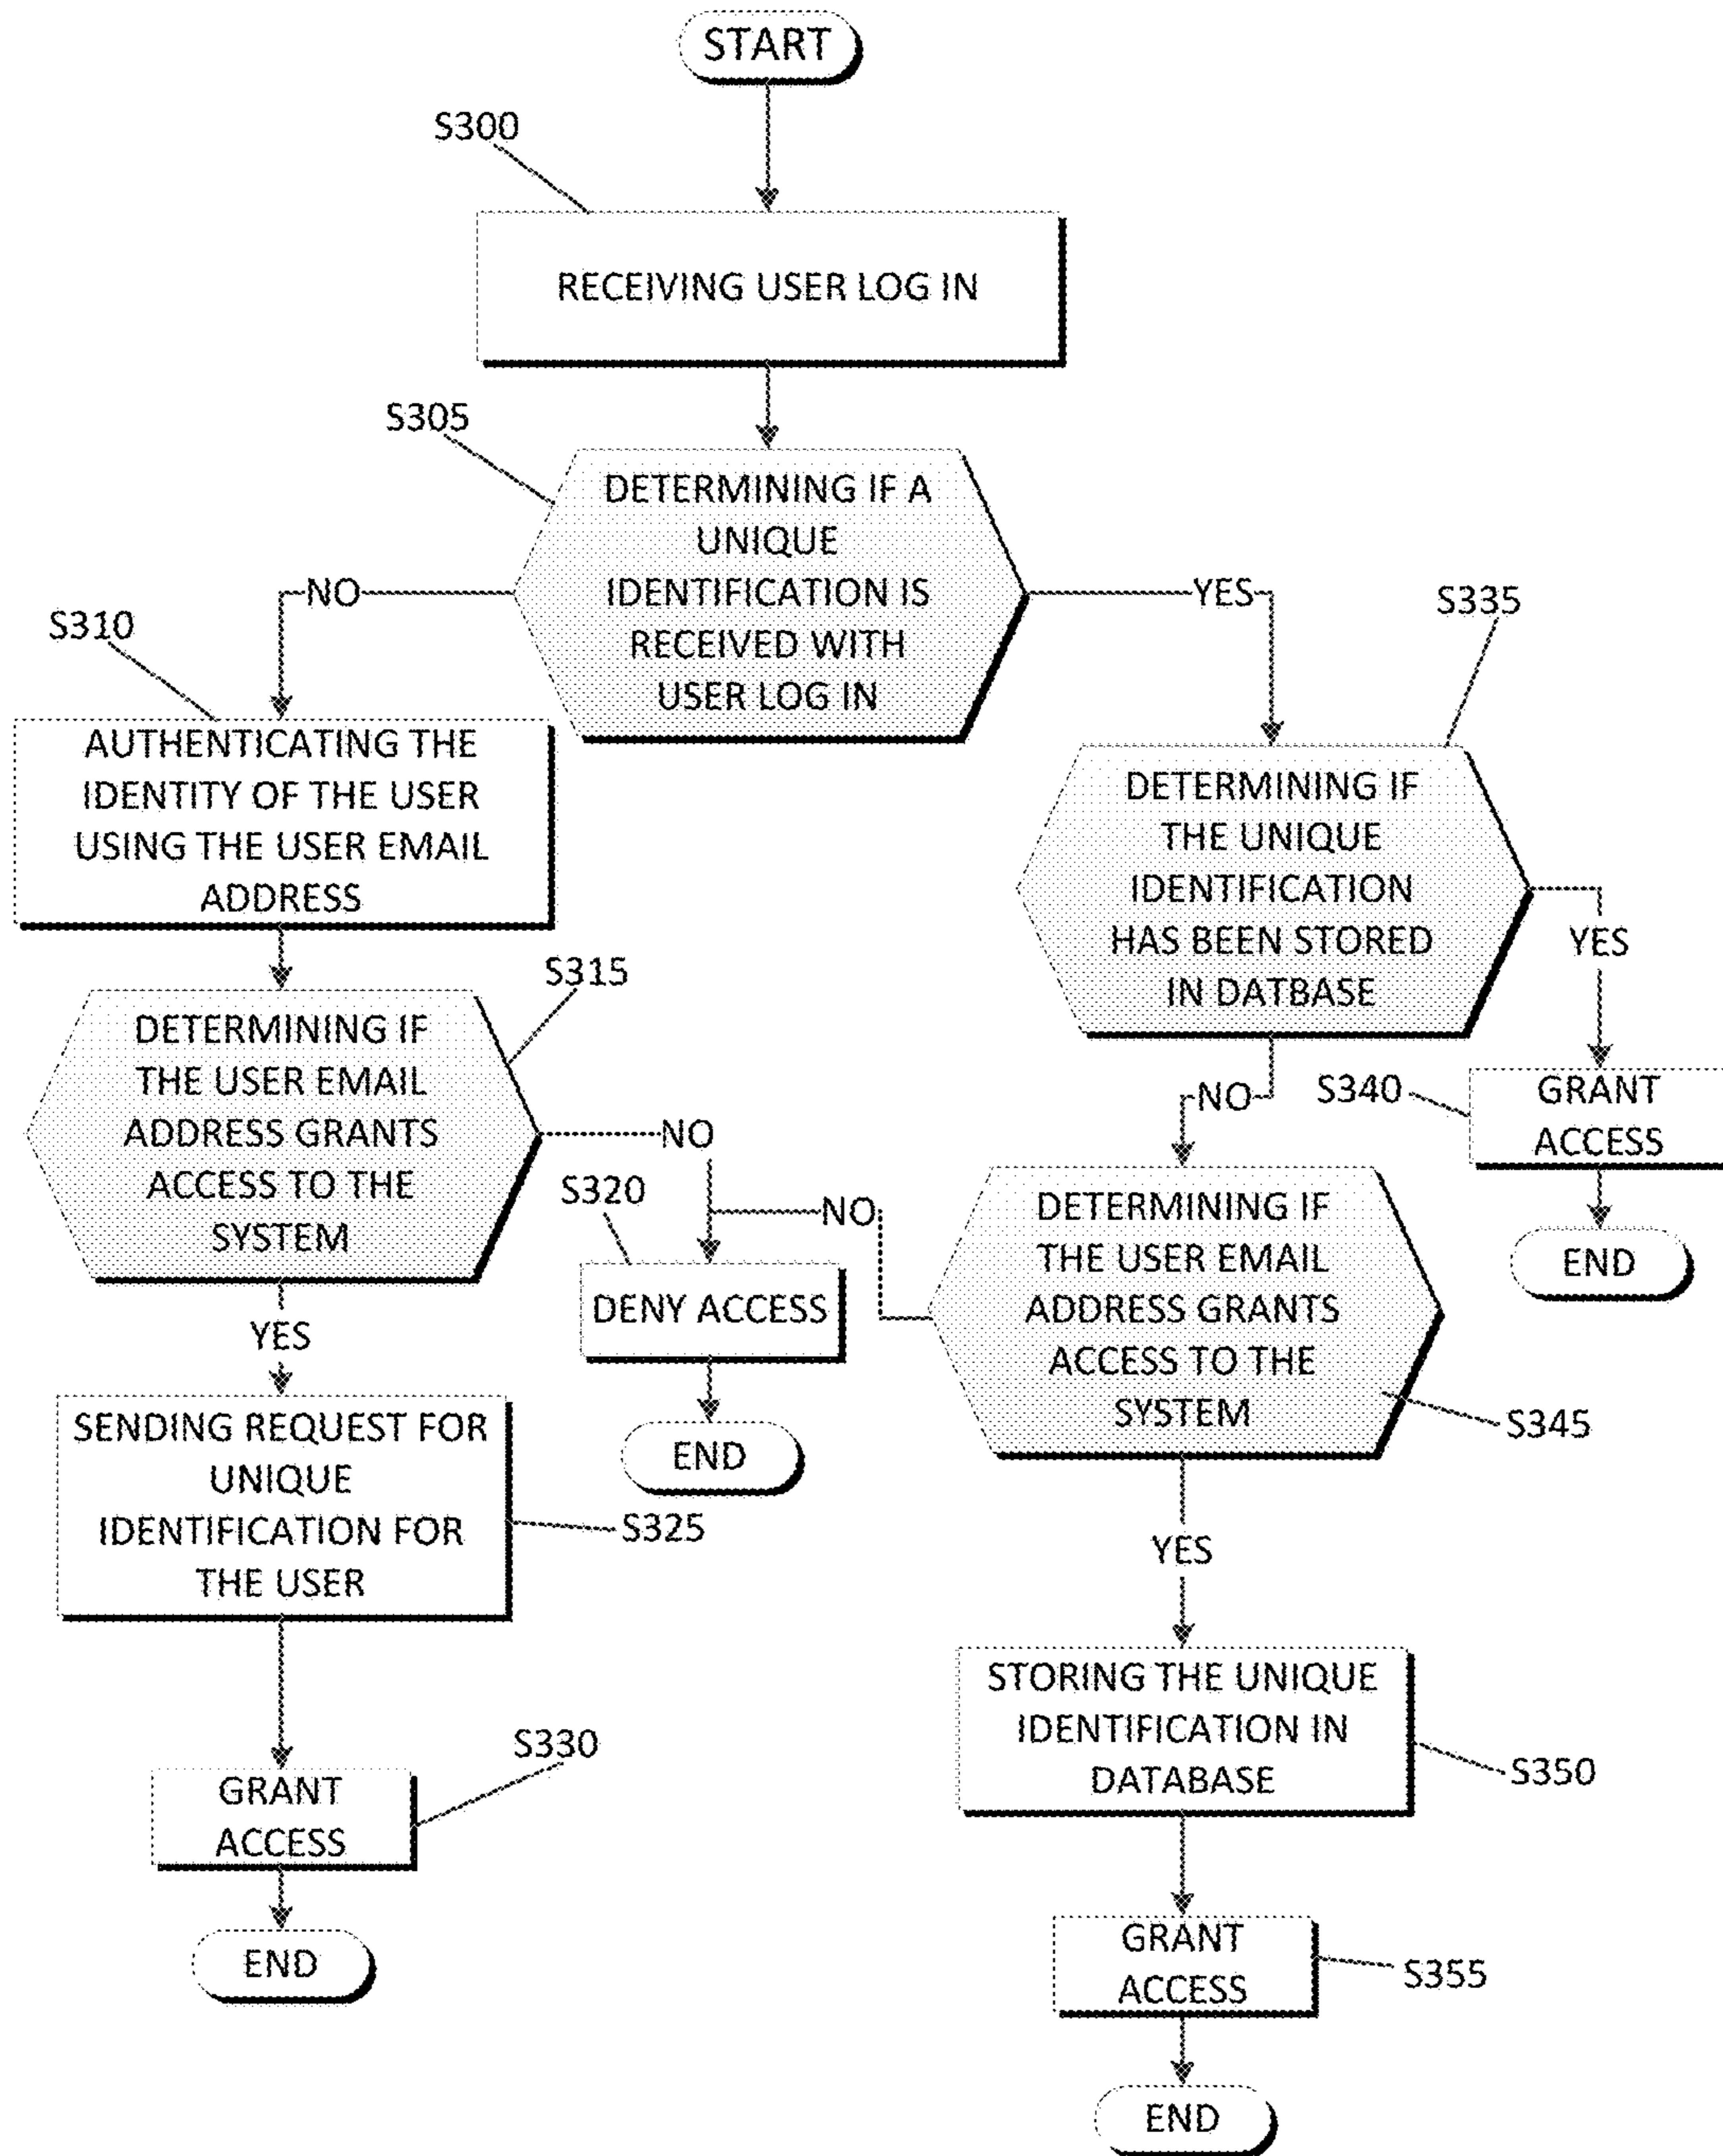 START
S300
RECEIVING USER LOG IN
S305
DETERMINING IF A
UNIQUE
IDENTIFICATION IS
RECEIVED WITH
USER LOG IN
NO
YES
S310
AUTHENTICATING THE
IDENTITY OF THE USER
USING THE USER EMAIL
ADDRESS
S335
DETERMINING IF
THE UNIQUE
IDENTIFICATION
HAS BEEN STORED
IN DATBASE
YES
NO
S340
GRANT
ACCESS
END
S315
DETERMINING IF
THE USER EMAIL
ADDRESS GRANTS
ACCESS TO THE
SYSTEM
NO
S320
DENY ACCESS
END
NO
DETERMINING IF
THE USER EMAIL
ADDRESS GRANTS
ACCESS TO THE
SYSTEM
S345
YES
SENDING REQUEST FOR
UNIQUE
IDENTIFICATION FOR
THE USER
S325
YES
STORING THE UNIQUE
IDENTIFICATION IN
DATABASE
S350
S330
GRANT
ACCESS
END
GRANT
ACCESS
S355
END